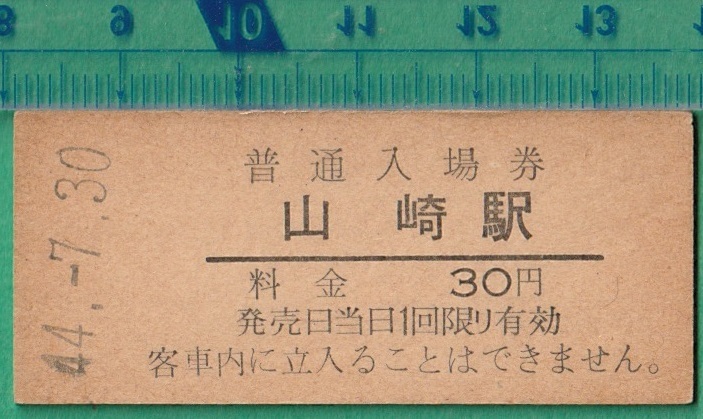 8 9 10 11 12 13
44.-7.30
普通入場券
山崎駅
料金 30円
発売日当日1回限り有効
客車内に立入ることはできません。